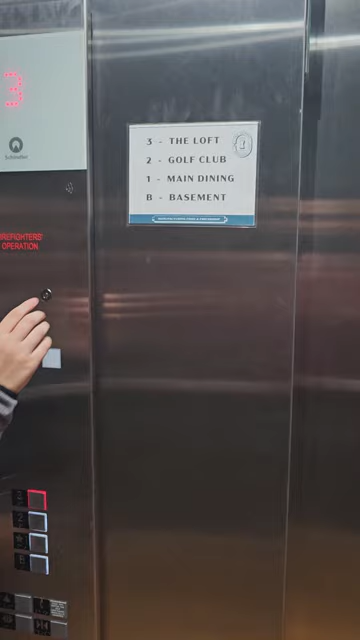 3
Schindler
3 - THE LOFT
2 - GOLF CLUB
1 - MAIN DINING
B - BASEMENT
FIREFIGHTERS'
OPERATION